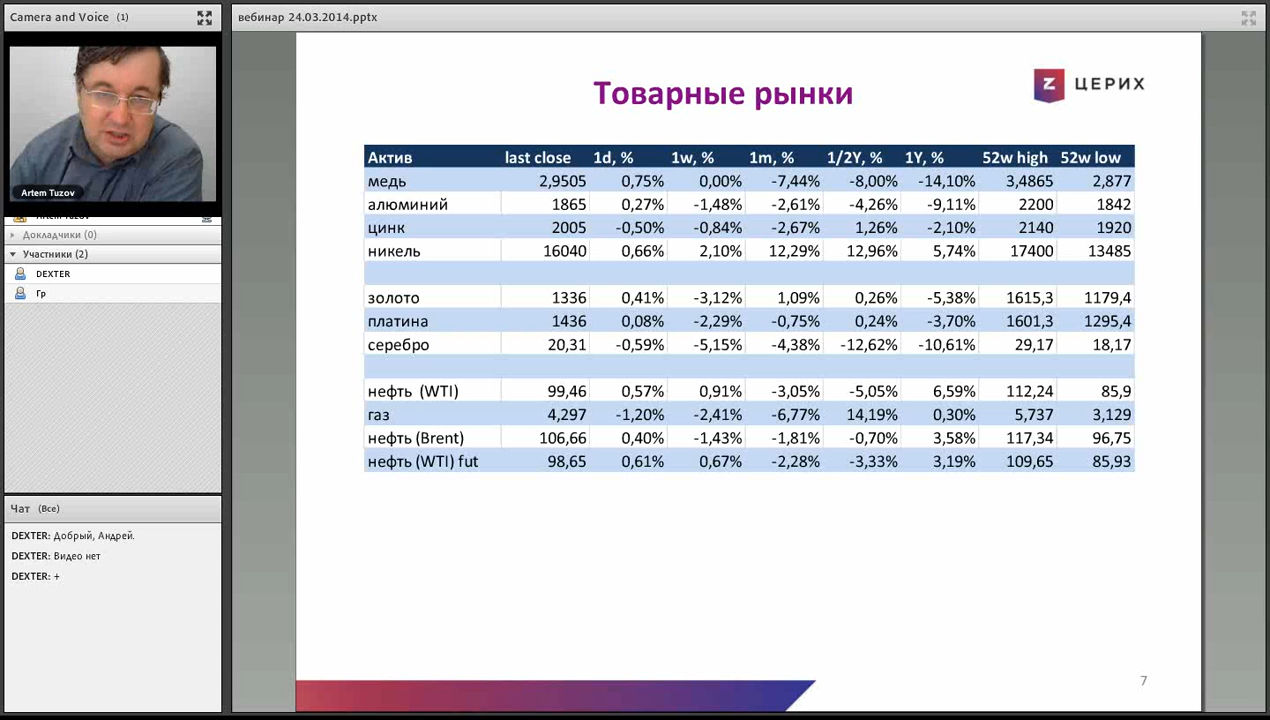 Camera and Voice (1)
Artem Tuzov
Artem Tuzov
Докладчики (0)
Участники (2)
DEXTER
Гр
Чат (Все)
DEXTER: Добрый, Андрей.
DEXTER: Видео нет
DEXTER: +
вебинар 24.03.2014.pptx
Товарные рынки
Z ЦЕРИХ
Актив last close 1d, % 1w, % 1m, % 1/2Y, % 1Y, % 52w high 52w low
медь 2,9505 0,75% 0,00% -7,44% -8,00% -14,10% 3,4865 2,877
алюминий 1865 0,27% -1,48% -2,61% -4,26% -9,11% 2200 1842
цинк 2005 -0,50% -0,84% -2,67% 1,26% -2,10% 2140 1920
никель 16040 0,66% 2,10% 12,29% 12,96% 5,74% 17400 13485
золото 1336 0,41% -3,12% 1,09% 0,26% -5,38% 1615,3 1179,4
платина 1436 0,08% -2,29% -0,75% 0,24% -3,70% 1601,3 1295,4
серебро 20,31 -0,59% -5,15% -4,38% -12,62% -10,61% 29,17 18,17
нефть (WTI) 99,46 0,57% 0,91% -3,05% -5,05% 6,59% 112,24 85,9
газ 4,297 -1,20% -2,41% -6,77% 14,19% 0,30% 5,737 3,129
нефть (Brent) 106,66 0,40% -1,43% -1,81% -0,70% 3,58% 117,34 96,75
нефть (WTI) fut 98,65 0,61% 0,67% -2,28% -3,33% 3,19% 109,65 85,93
7